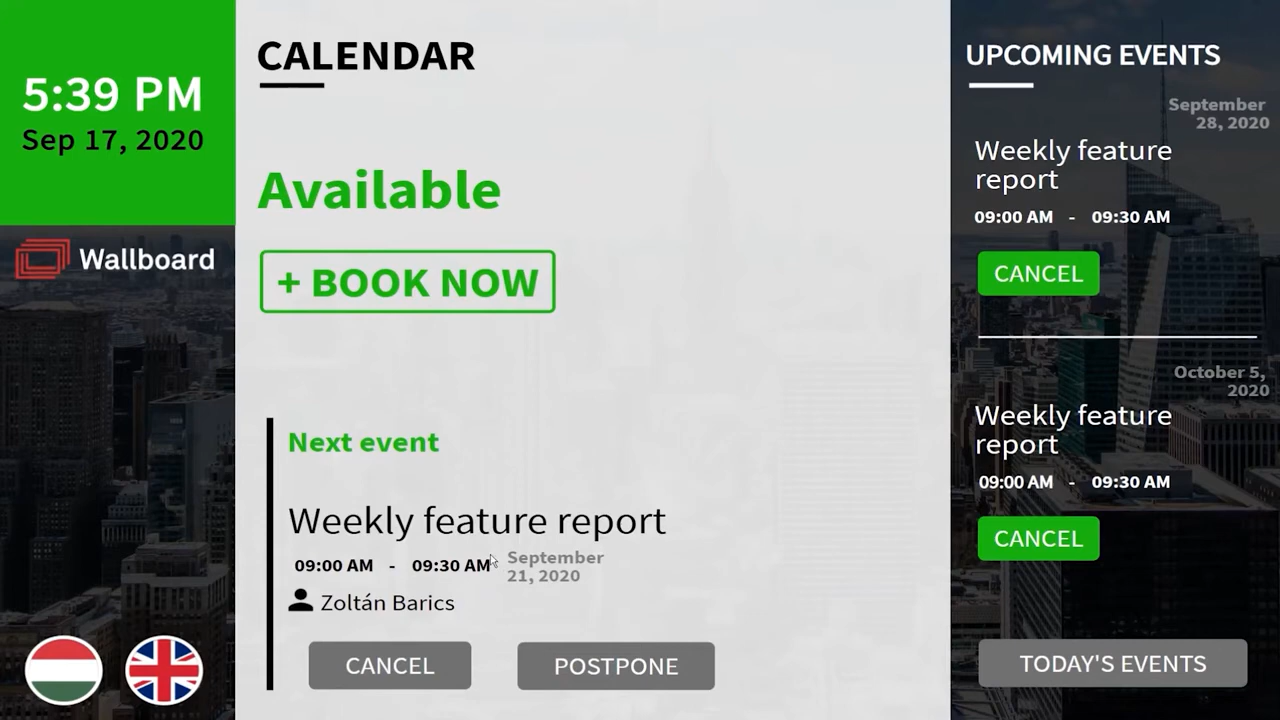 5:39 PM
Sep 17, 2020
Wallboard
CALENDAR
Available
+ BOOK NOW
Next event
Weekly feature report
09:00 AM - 09:30 AM
September
21, 2020
Zoltán Barics
CANCEL
POSTPONE
UPCOMING EVENTS
September
28, 2020
Weekly feature
report
09:00 AM - 09:30 AM
CANCEL
October 5,
2020
Weekly feature
report
09:00 AM - 09:30 AM
CANCEL
TODAY'S EVENTS